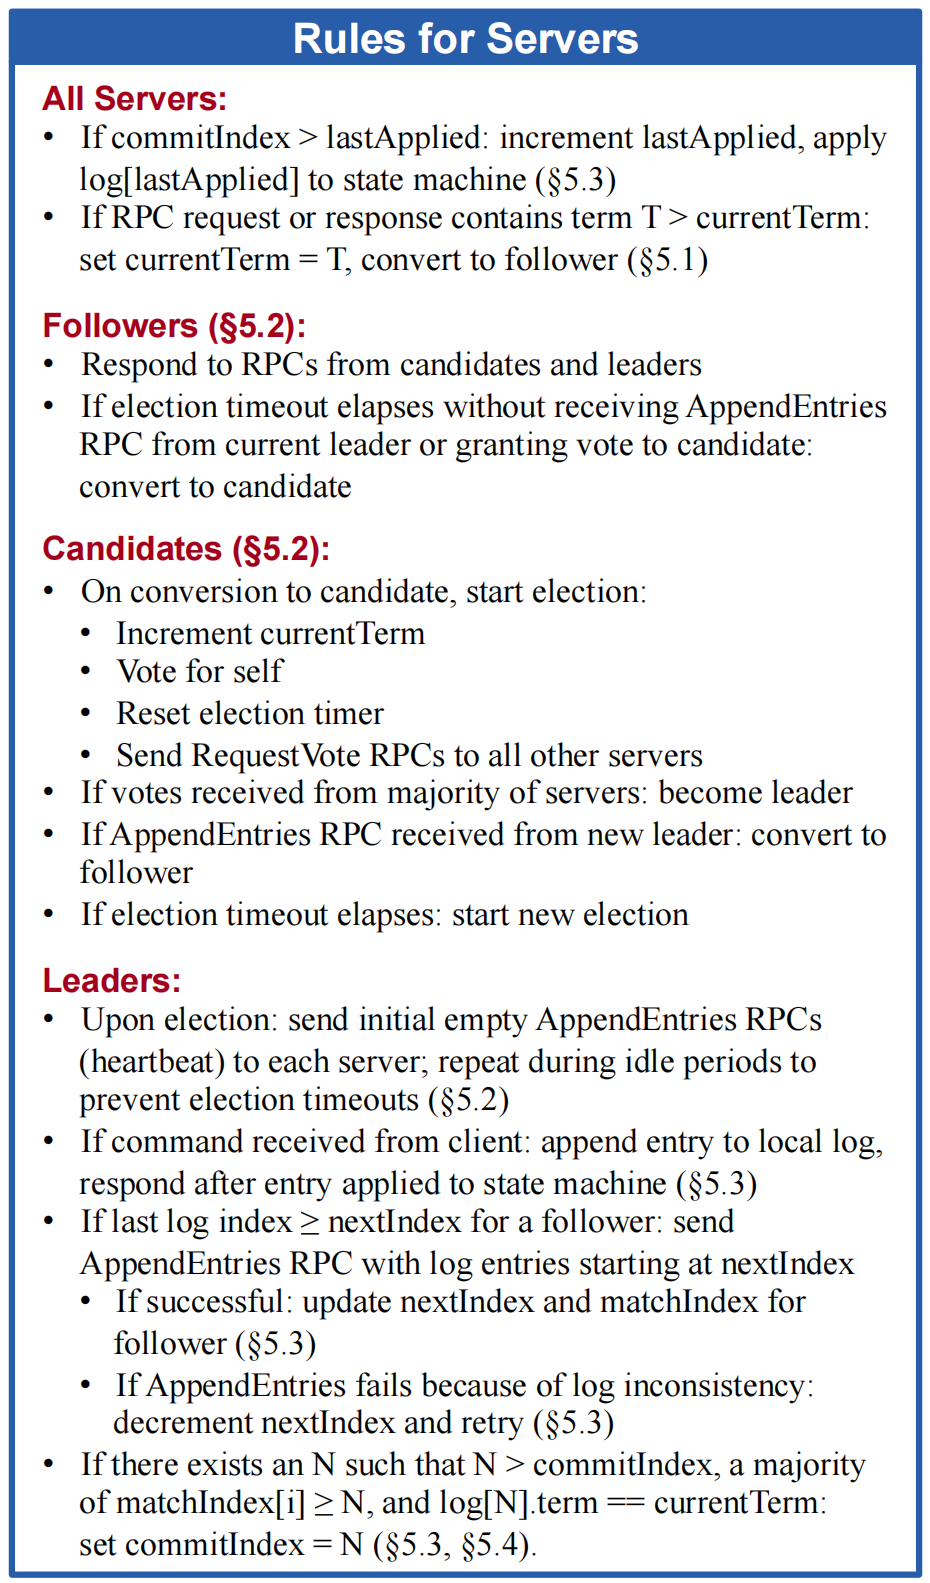 Rules for Servers
All Servers:
• If commitIndex > lastApplied: increment lastApplied, apply
log[lastApplied] to state machine (§5.3)
• If RPC request or response contains term T > currentTerm:
set currentTerm = T, convert to follower (§5.1)
Followers (§5.2):
• Respond to RPCs from candidates and leaders
• If election timeout elapses without receiving AppendEntries
RPC from current leader or granting vote to candidate:
convert to candidate
Candidates (§5.2):
• On conversion to candidate, start election:
• Increment currentTerm
• Vote for self
• Reset election timer
• Send RequestVote RPCs to all other servers
• If votes received from majority of servers: become leader
• If AppendEntries RPC received from new leader: convert to
follower
• If election timeout elapses: start new election
Leaders:
• Upon election: send initial empty AppendEntries RPCs
(heartbeat) to each server; repeat during idle periods to
prevent election timeouts (§5.2)
• If command received from client: append entry to local log,
respond after entry applied to state machine (§5.3)
• If last log index ≥ nextIndex for a follower: send
AppendEntries RPC with log entries starting at nextIndex
• If successful: update nextIndex and matchIndex for
follower (§5.3)
• If AppendEntries fails because of log inconsistency:
decrement nextIndex and retry (§5.3)
• If there exists an N such that N > commitIndex, a majority
of matchIndex[i] ≥ N, and log[N].term == currentTerm:
set commitIndex = N (§5.3, §5.4).